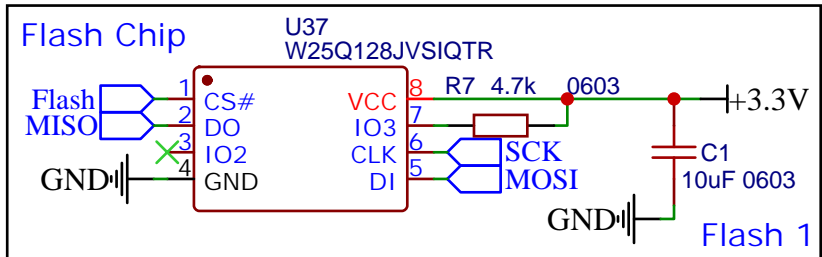 Flash Chip
U37
W25Q128JVSIQTR
Flash 1 CS# VCC 8 R7 4.7k 0603 +3.3V
MISO 2 DO IO3 7
3 IO2 CLK 6 SCK C1
GND 4 GND DI 5 MOSI 10uF 0603
GND
Flash 1